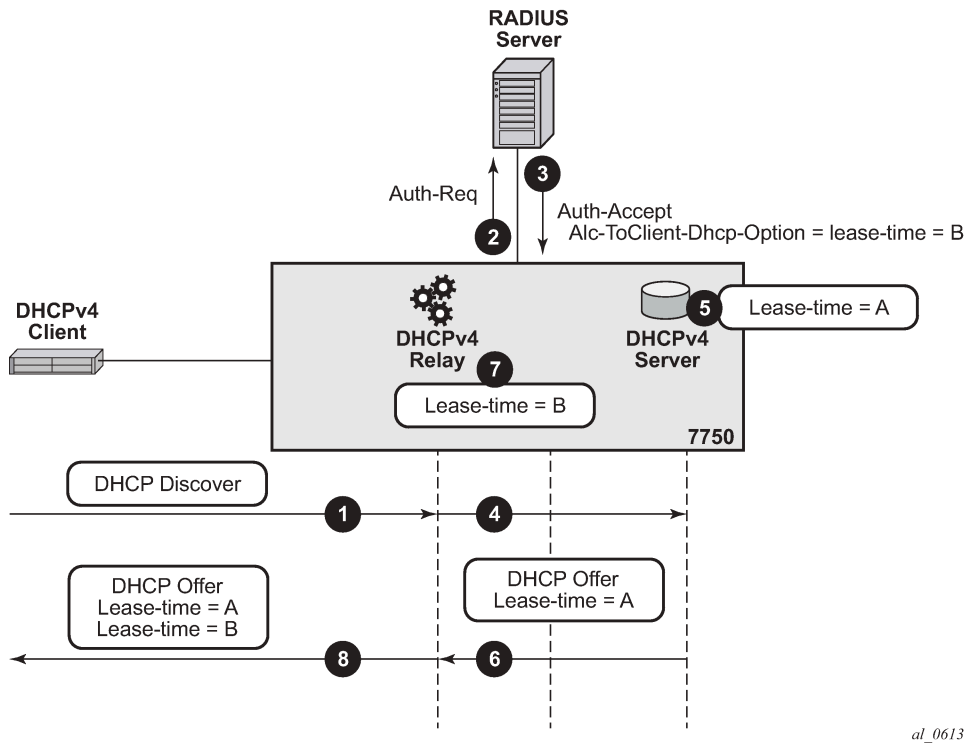 RADIUS
Server
3
Auth-Req
2
Auth-Accept
Alc-ToClient-Dhcp-Option = lease-time = B
DHCPv4
Client
DHCPv4
Relay
7
Lease-time = B
DHCPv4
Server
5
Lease-time = A
7750
DHCP Discover
1
4
DHCP Offer
Lease-time = A
Lease-time = B
DHCP Offer
Lease-time = A
8
6
al_0613